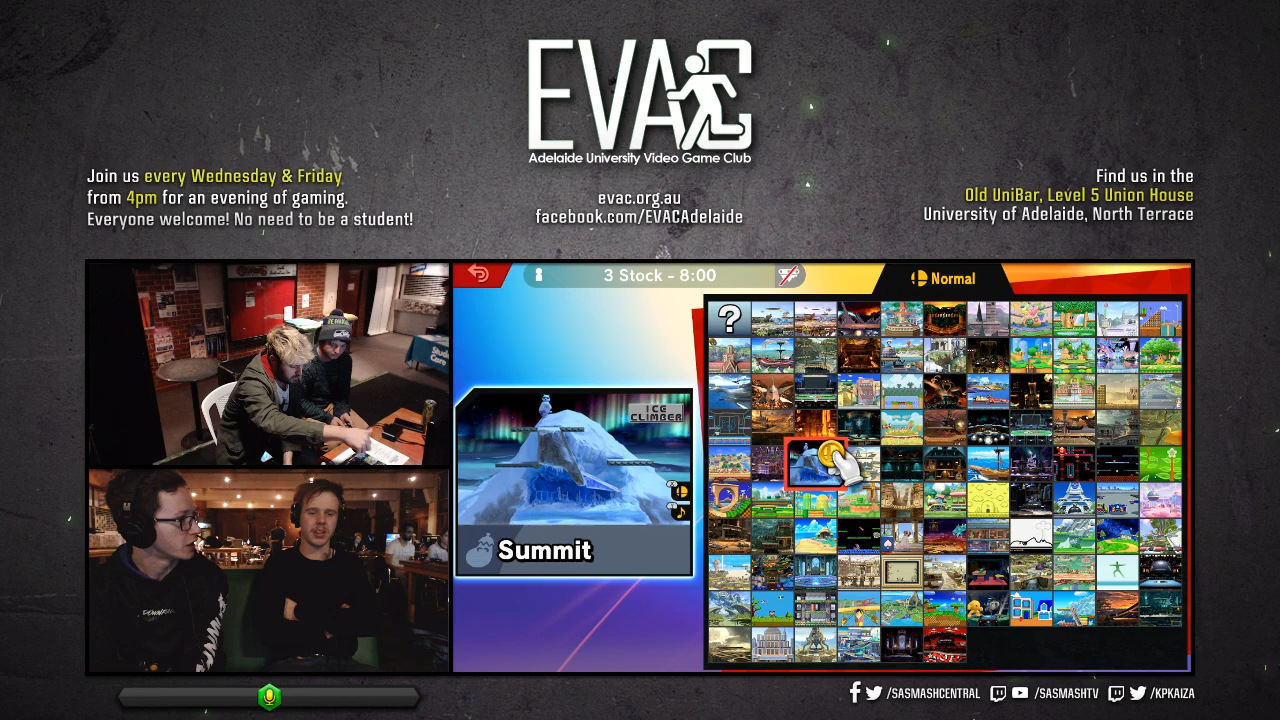 EVAC
Adelaide University Video Game Club
Join us every Wednesday & Friday
from 4pm for an evening of gaming.
Everyone welcome! No need to be a student!
evac.org.au
facebook.com/EVACAdelaide
Find us in the
Old UniBar, Level 5 Union House
University of Adelaide, North Terrace
3 Stock - 8:00
Normal
?
ICE
CLIMBER
Summit
/SASMASHCENTRAL
/SASMASHTV
/KPKAIZA